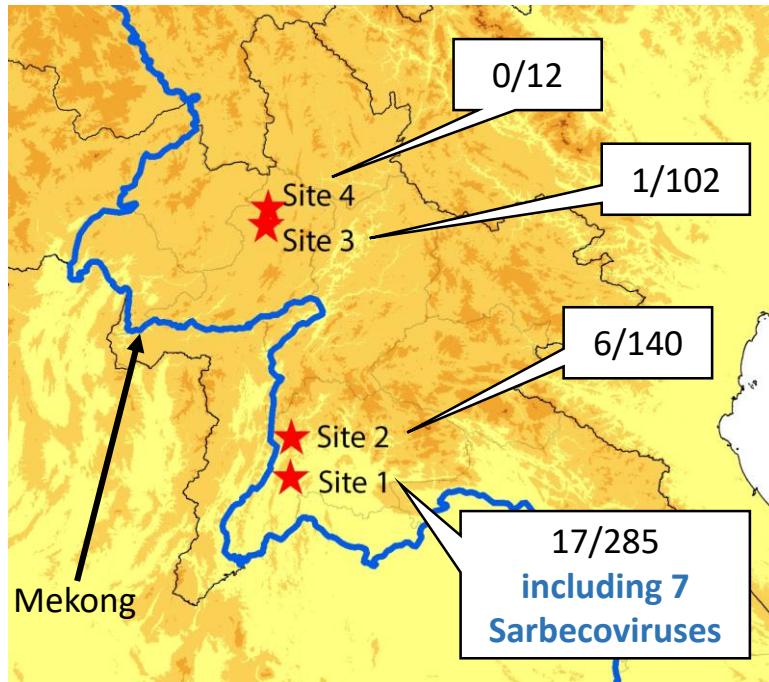 0/12
1/102
Site 4
Site 3
6/140
Site 2
Site 1
17/285
including 7
Sarbecoviruses
Mekong